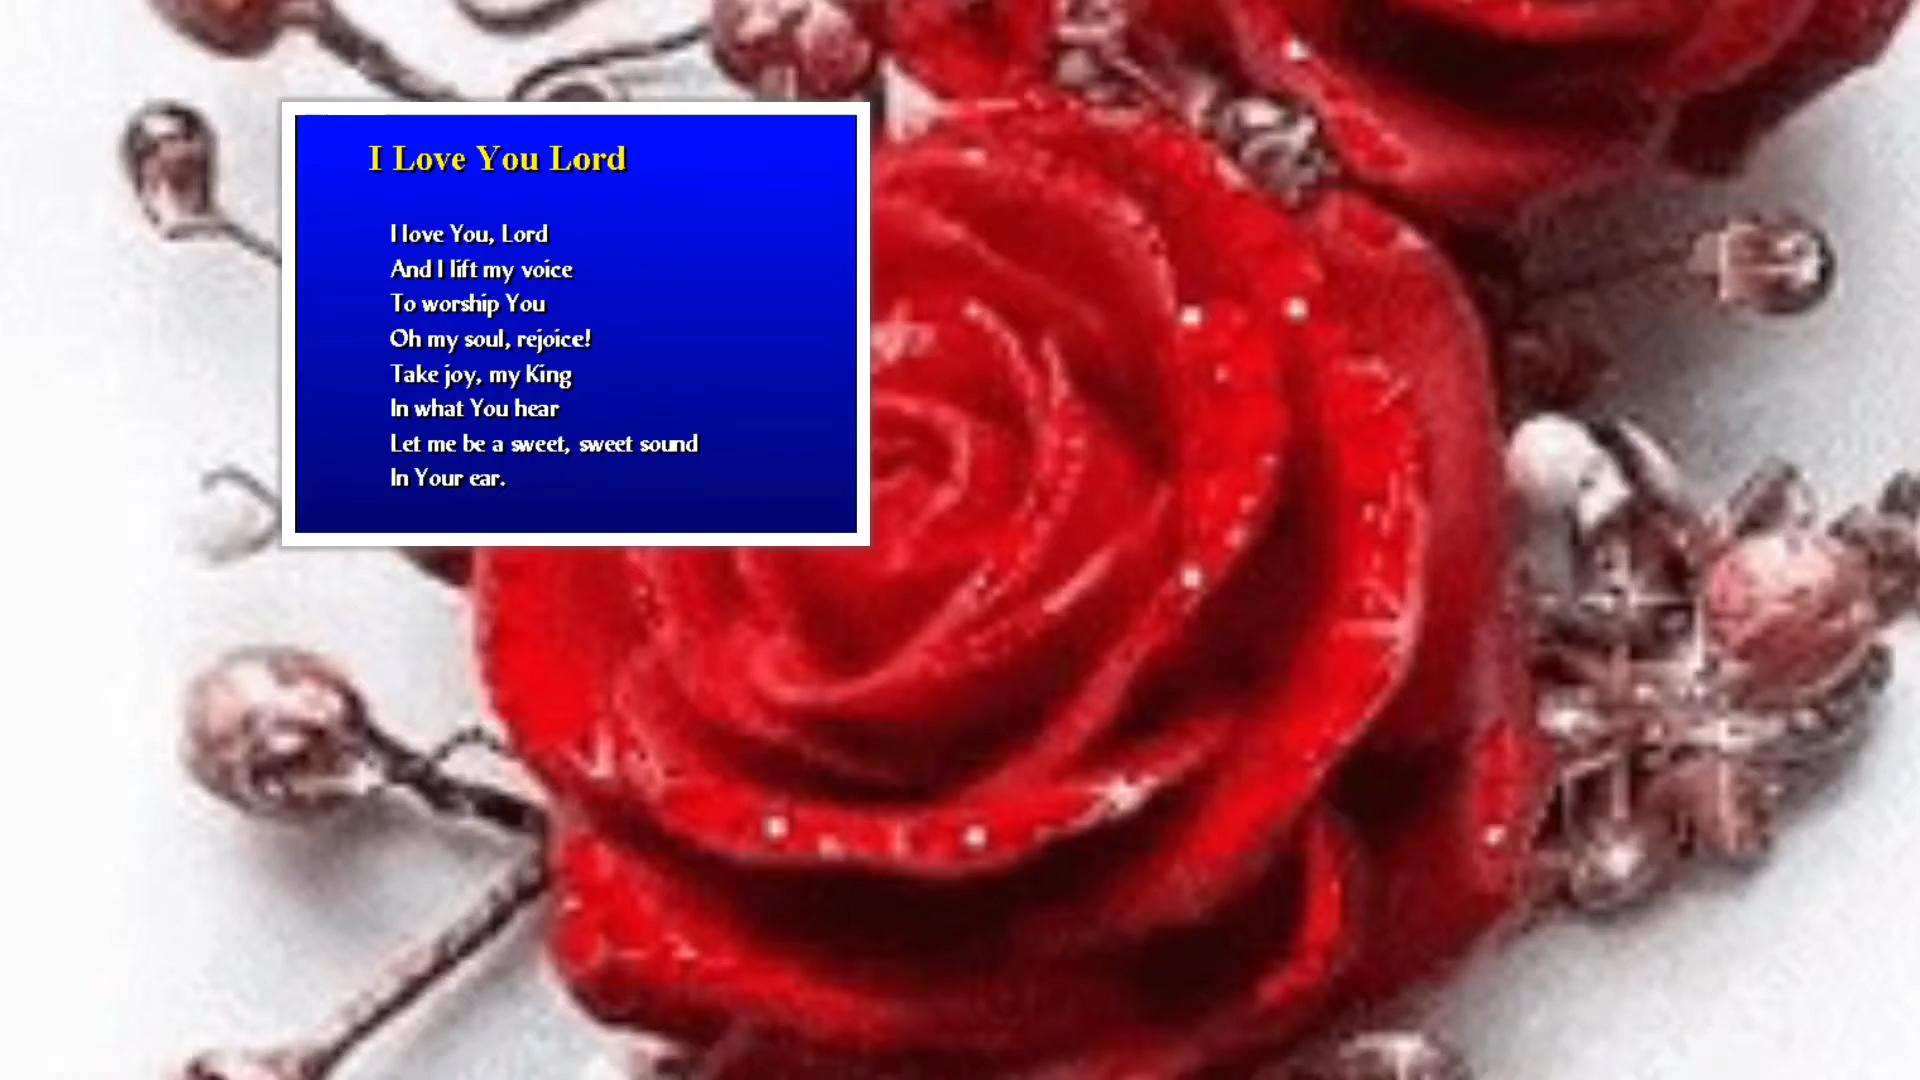 I Love You Lord
I love You, Lord
And I lift my voice
To worship You
Oh my soul, rejoice!
Take joy, my King
In what You hear
Let me be a sweet, sweet sound
In Your ear.